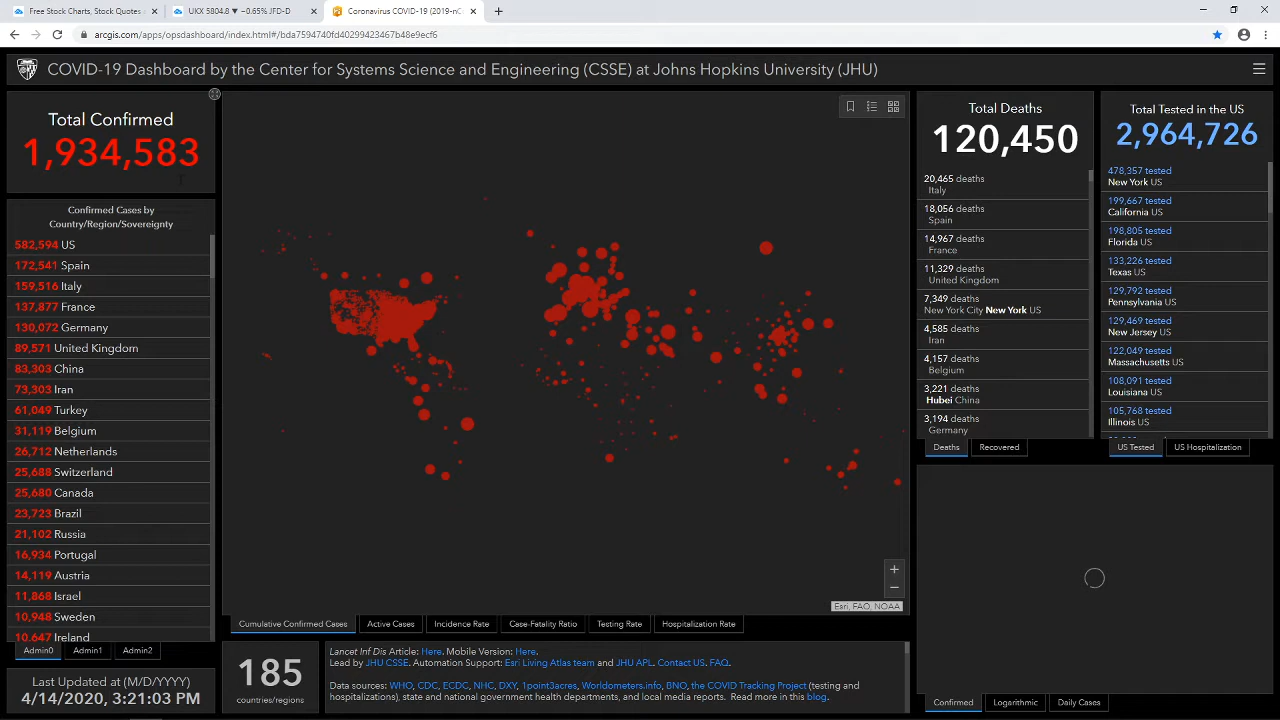 Free Stock Charts, Stock Quotes
UKX 5804.8 ▼ −0.65% JFD-D
Coronavirus COVID-19 (2019-nC
arcgis.com/apps/opsdashboard/index.html#/bda7594740fd40299423467b48e9ecf6
COVID-19 Dashboard by the Center for Systems Science and Engineering (CSSE) at Johns Hopkins University (JHU)
Total Confirmed
1,934,583
Confirmed Cases by
Country/Region/Sovereignty
582,594 US
172,541 Spain
159,516 Italy
137,877 France
130,072 Germany
89,571 United Kingdom
83,303 China
73,303 Iran
61,049 Turkey
31,119 Belgium
26,712 Netherlands
25,688 Switzerland
25,680 Canada
23,723 Brazil
21,102 Russia
16,934 Portugal
14,119 Austria
11,868 Israel
10,948 Sweden
10,647 Ireland
Admin0
Admin1
Admin2
Last Updated at (M/D/YYYY)
4/14/2020, 3:21:03 PM
Esri, FAO, NOAA
Cumulative Confirmed Cases
Active Cases
Incidence Rate
Case-Fatality Ratio
Testing Rate
Hospitalization Rate
185
countries/regions
Lancet Inf Dis Article: Here. Mobile Version: Here.
Lead by JHU CSSE. Automation Support: Esri Living Atlas team and JHU APL. Contact US. FAQ.
Data sources: WHO, CDC, ECDC, NHC, DXY, 1point3acres, Worldometers.info, BNO, the COVID Tracking Project (testing and
hospitalizations), state and national government health departments, and local media reports. Read more in this blog.
Total Deaths
120,450
20,465 deaths
Italy
18,056 deaths
Spain
14,967 deaths
France
11,329 deaths
United Kingdom
7,349 deaths
New York City New York US
4,585 deaths
Iran
4,157 deaths
Belgium
3,221 deaths
Hubei China
3,194 deaths
Germany
Deaths
Recovered
Total Tested in the US
2,964,726
478,357 tested
New York US
199,667 tested
California US
198,805 tested
Florida US
133,226 tested
Texas US
129,792 tested
Pennsylvania US
129,469 tested
New Jersey US
122,049 tested
Massachusetts US
108,091 tested
Louisiana US
105,768 tested
Illinois US
US Tested
US Hospitalization
Confirmed
Logarithmic
Daily Cases